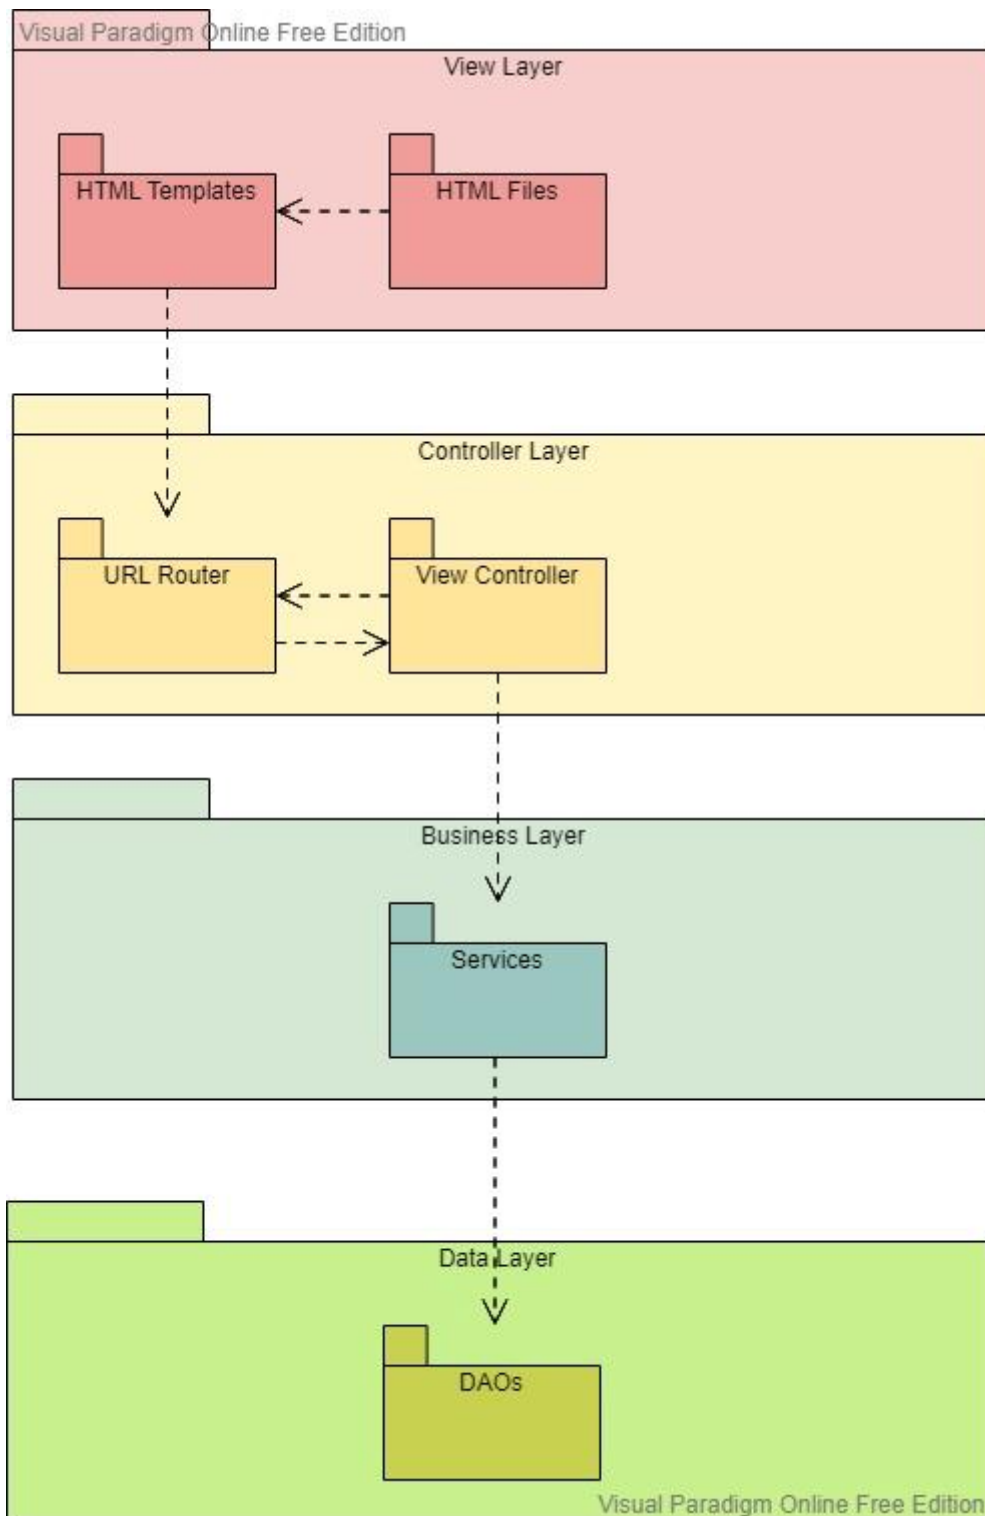 Visual Paradigm Online Free Edition
View Layer
HTML Templates
HTML Files
Controller Layer
URL Router
View Controller
Business Layer
Services
Data Layer
DAOs
Visual Paradigm Online Free Edition